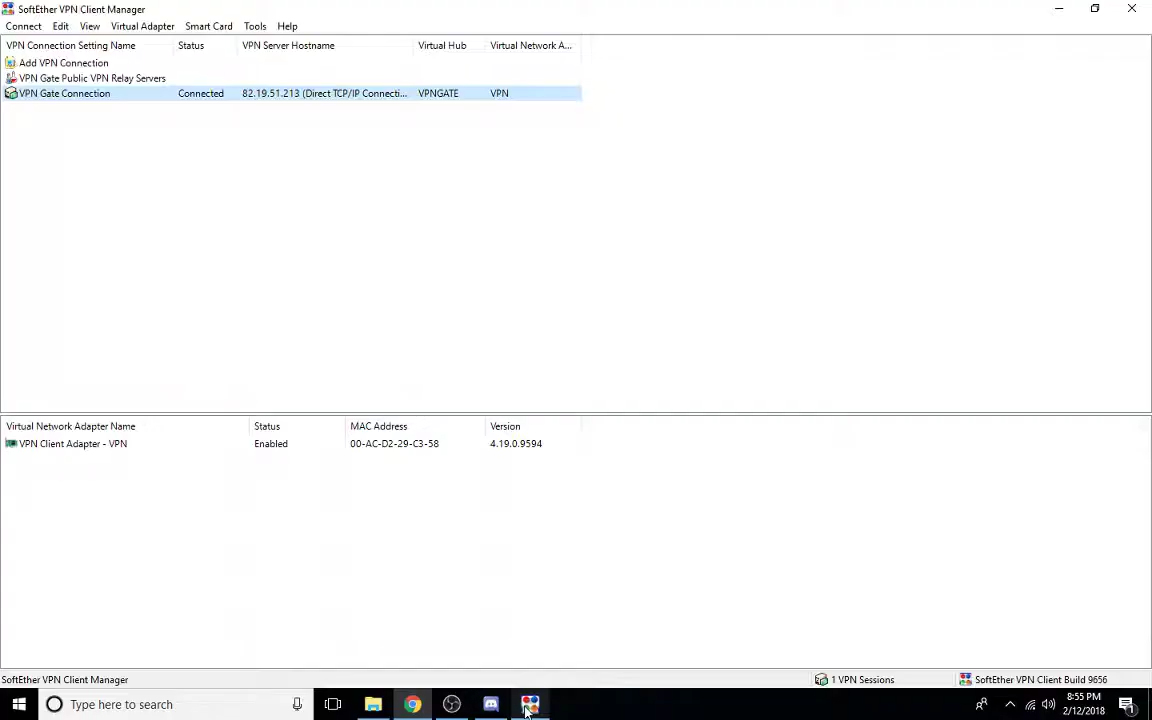 SoftEther VPN Client Manager
Connect Edit View Virtual Adapter Smart Card Tools Help
VPN Connection Setting Name Status VPN Server Hostname Virtual Hub Virtual Network A...
Add VPN Connection
VPN Gate Public VPN Relay Servers
VPN Gate Connection Connected 82.19.51.213 (Direct TCP/IP Connecti... VPNGATE VPN
Virtual Network Adapter Name Status MAC Address Version
VPN Client Adapter - VPN Enabled 00-AC-D2-29-C3-58 4.19.0.9594
SoftEther VPN Client Manager 1 VPN Sessions SoftEther VPN Client Build 9656
Type here to search 8:55 PM
2/12/2018 1